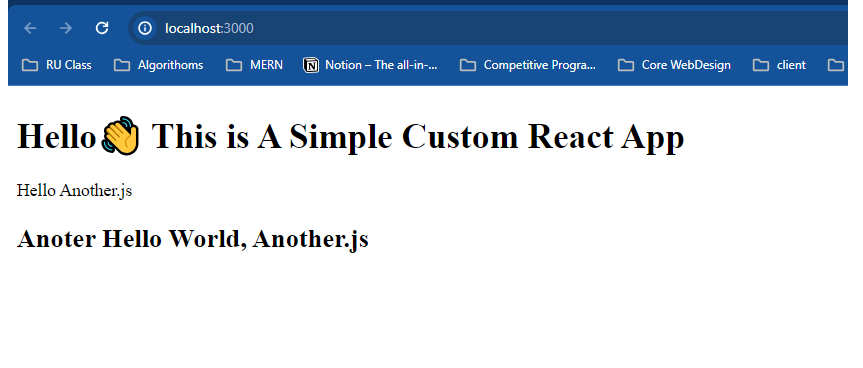 localhost:3000
RU Class Algorithoms MERN Notion – The all-in-... Competitive Progra... Core WebDesign client
Hello👋 This is A Simple Custom React App
Hello Another.js
Anoter Hello World, Another.js